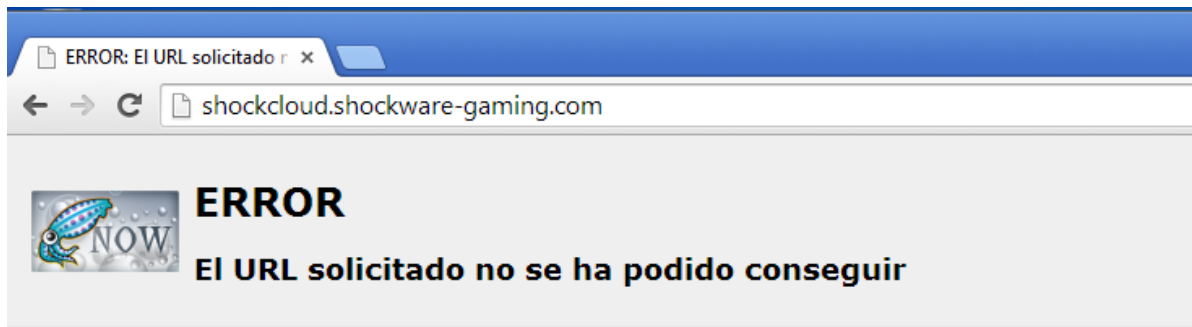 ERROR: El URL solicitado r
shockcloud.shockware-gaming.com
ERROR
NOW
El URL solicitado no se ha podido conseguir